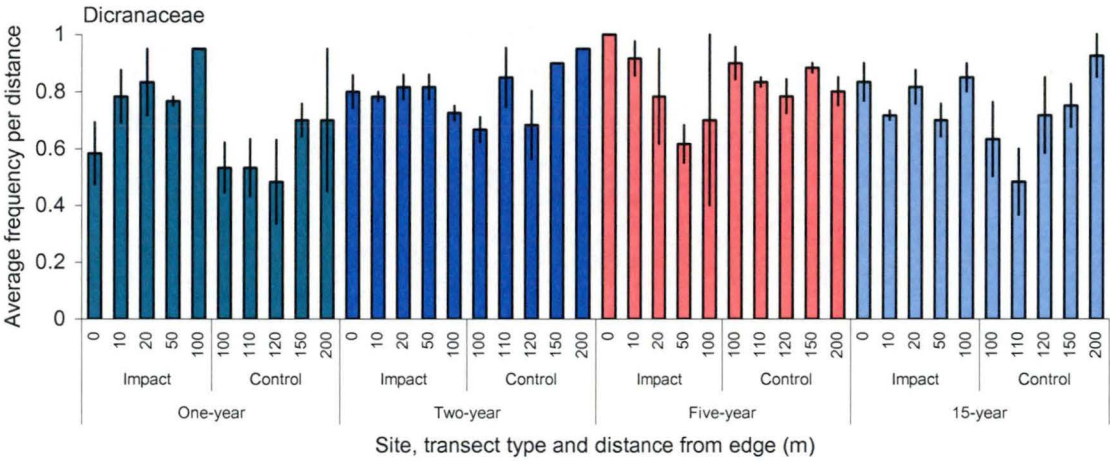 Dicranaceae
Average frequency per distance
1
0.8
0.6
0.4
0.2
0
0 10 20 50 100 100 110 120 150 200 0 10 20 50 100 100 110 120 150 200 0 10 20 50 100 100 110 120 150 200 0 10 20 50 100 100 110 120 150 200
Impact Control Impact Control Impact Control Impact Control
One-year Two-year Five-year 15-year
Site, transect type and distance from edge (m)